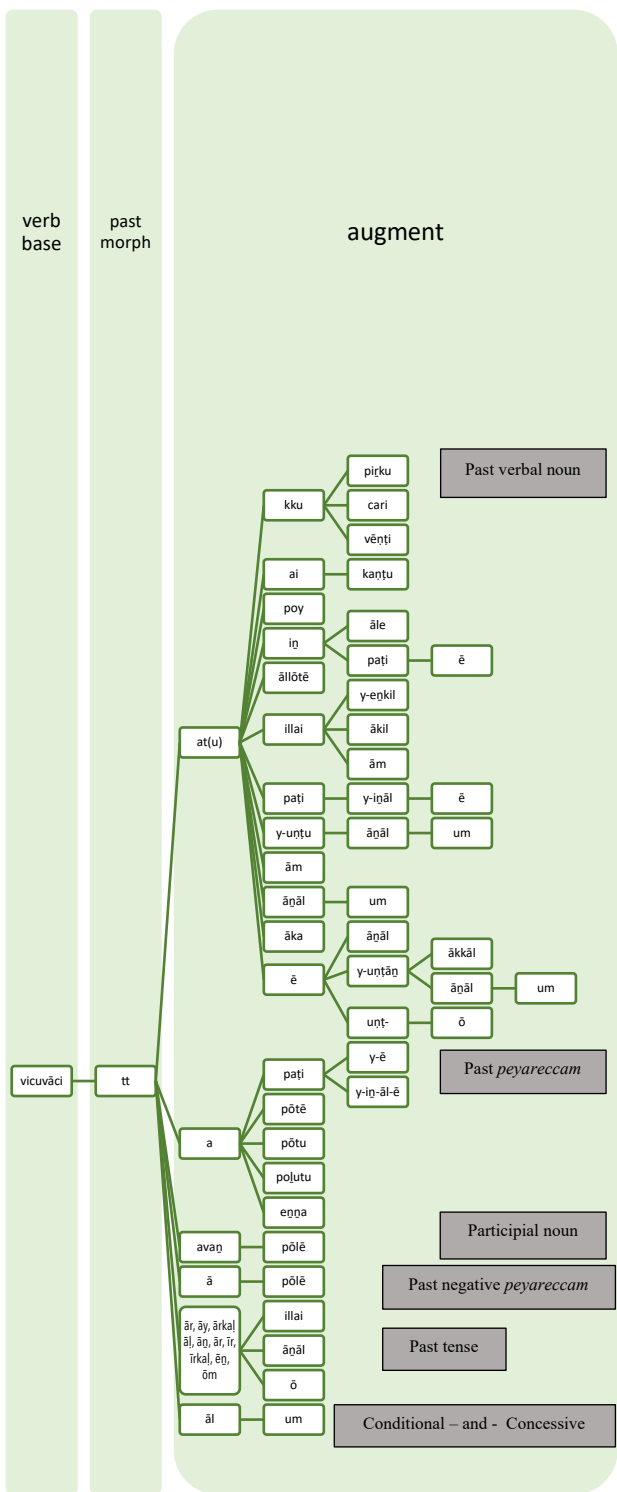 verb
base
past
morph
augment
pirku
Past verbal noun
kku
cari
vēṇṭi
ai
kaṇṭu
poy
āle
iṉ
paṭi
ē
āllōtē
y-eṉkil
illai
ākil
at(u)
ām
paṭi
y-iṉāl
ē
y-uṇṭu
āṉāl
um
ām
āṉāl
um
āka
āṉāl
ākkāl
ē
y-uṇṭāṉ
āṉāl
um
uṇṭ-
ō
y-ē
Past peyareccam
paṭi
vicuvāci
tt
y-iṉ-āl-ē
pōtē
a
pōtu
poḻutu
eṉṉa
Participial noun
avaṉ
pōlē
ā
pōlē
Past negative peyareccam
illai
ār, āy, ārkaḷ
āḷ, āṉ, ār, īr,
īrkaḷ, ēṉ,
ōm
āṉāl
Past tense
ō
āl
um
Conditional – and - Concessive